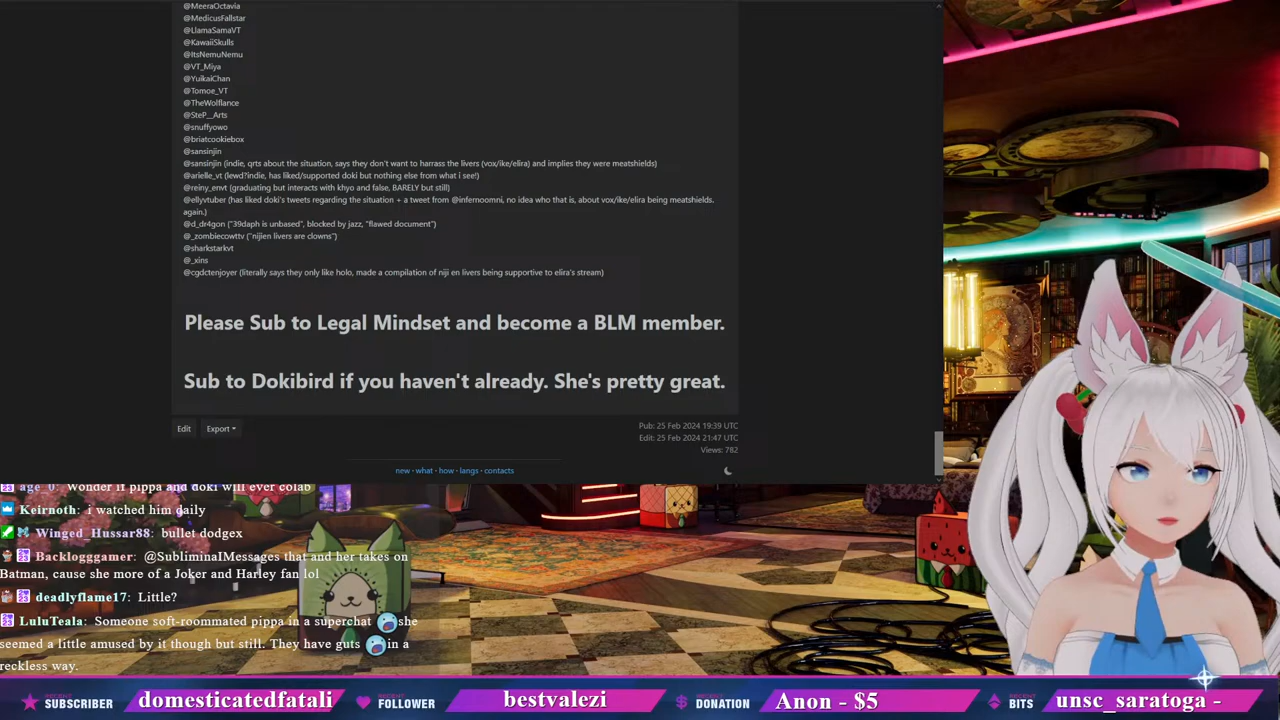 @MeeraOctavia
@MedicusFallstar
@LlamaSamaVT
@KawaiiSkulls
@ItsNemuNemu
@VT_Miya
@YuikaiChan
@Tomoe_VT
@TheWolflance
@SteP__Arts
@snuffyowo
@briatcookiebox
@sansinjin
@sansinjin (indie, qrts about the situation, says they don't want to harrass the livers (vox/ike/elira) and implies they were meatshields)
@arielle_vt (lewd?indie, has liked/supported doki but nothing else from what i see!)
@reiny_envt (graduating but interacts with khyo and false, BARELY but still)
@ellyvtuber (has liked doki's tweets regarding the situation + a tweet from @infernoomni, no idea who that is, about vox/ike/elira being meatshields.
again.)
@d_dr4gon ("39daph is unbased", blocked by jazz, "flawed document")
@_zombiecowttv ("nijien livers are clowns")
@sharkstarkvt
@_xins
@cgdctenjoyer (literally says they only like holo, made a compilation of niji en livers being supportive to elira's stream)
Please Sub to Legal Mindset and become a BLM member.
Sub to Dokibird if you haven't already. She's pretty great.
Edit
Export
Pub: 25 Feb 2024 19:39 UTC
Edit: 25 Feb 2024 21:47 UTC
Views: 782
new · what · how · langs · contacts
age_0: Wonder if pippa and doki will ever colab
Keirnoth: i watched him daily
Winged_Hussar88: bullet dodgex
Backlogggamer: @SubliminaIMessages that and her takes on
Batman, cause she more of a Joker and Harley fan lol
deadlyflame17: Little?
LuluTeala: Someone soft-roommated pippa in a superchat she
seemed a little amused by it though but still. They have guts in a
reckless way.
RECENT SUBSCRIBER domesticatedfatali
RECENT FOLLOWER bestvalezi
RECENT DONATION Anon - $5
RECENT BITS unsc_saratoga -